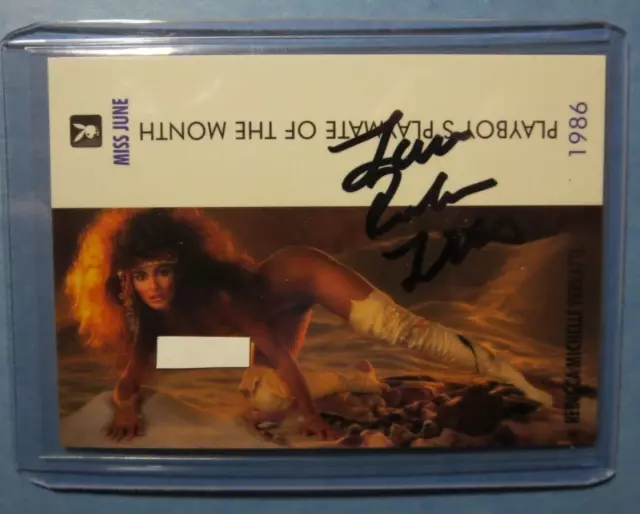 MISS JUNE
PLAYBOY'S PLAYMATE OF THE MONTH
1986
REBECCA MICHELLE FERRATTI